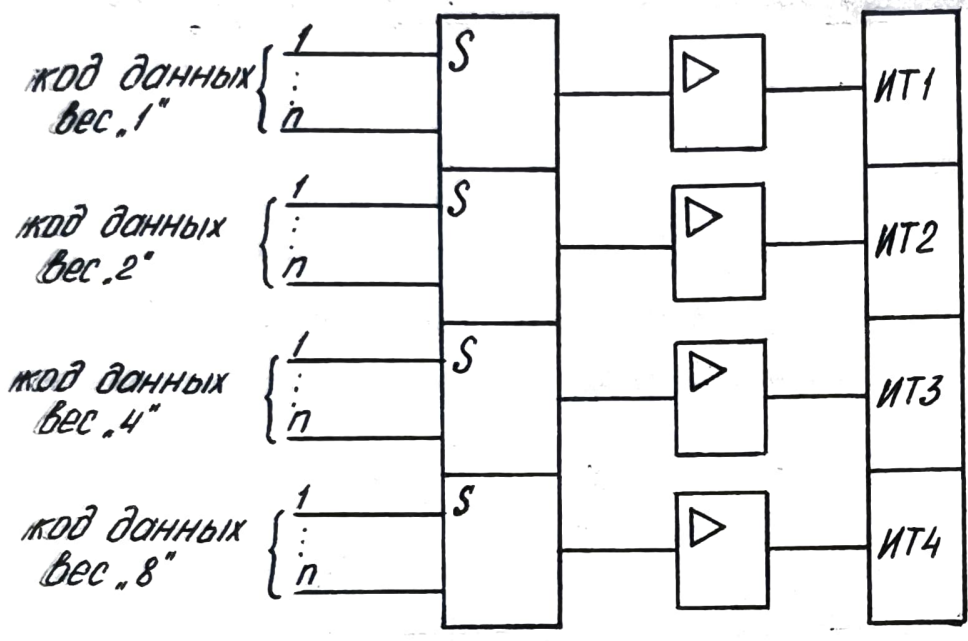 код данных
вес „1"
1
n
S
ИТ1
код данных
вес „2"
1
n
S
ИТ2
код данных
вес „4"
1
n
S
ИТ3
код данных
вес „8"
1
n
S
ИТ4